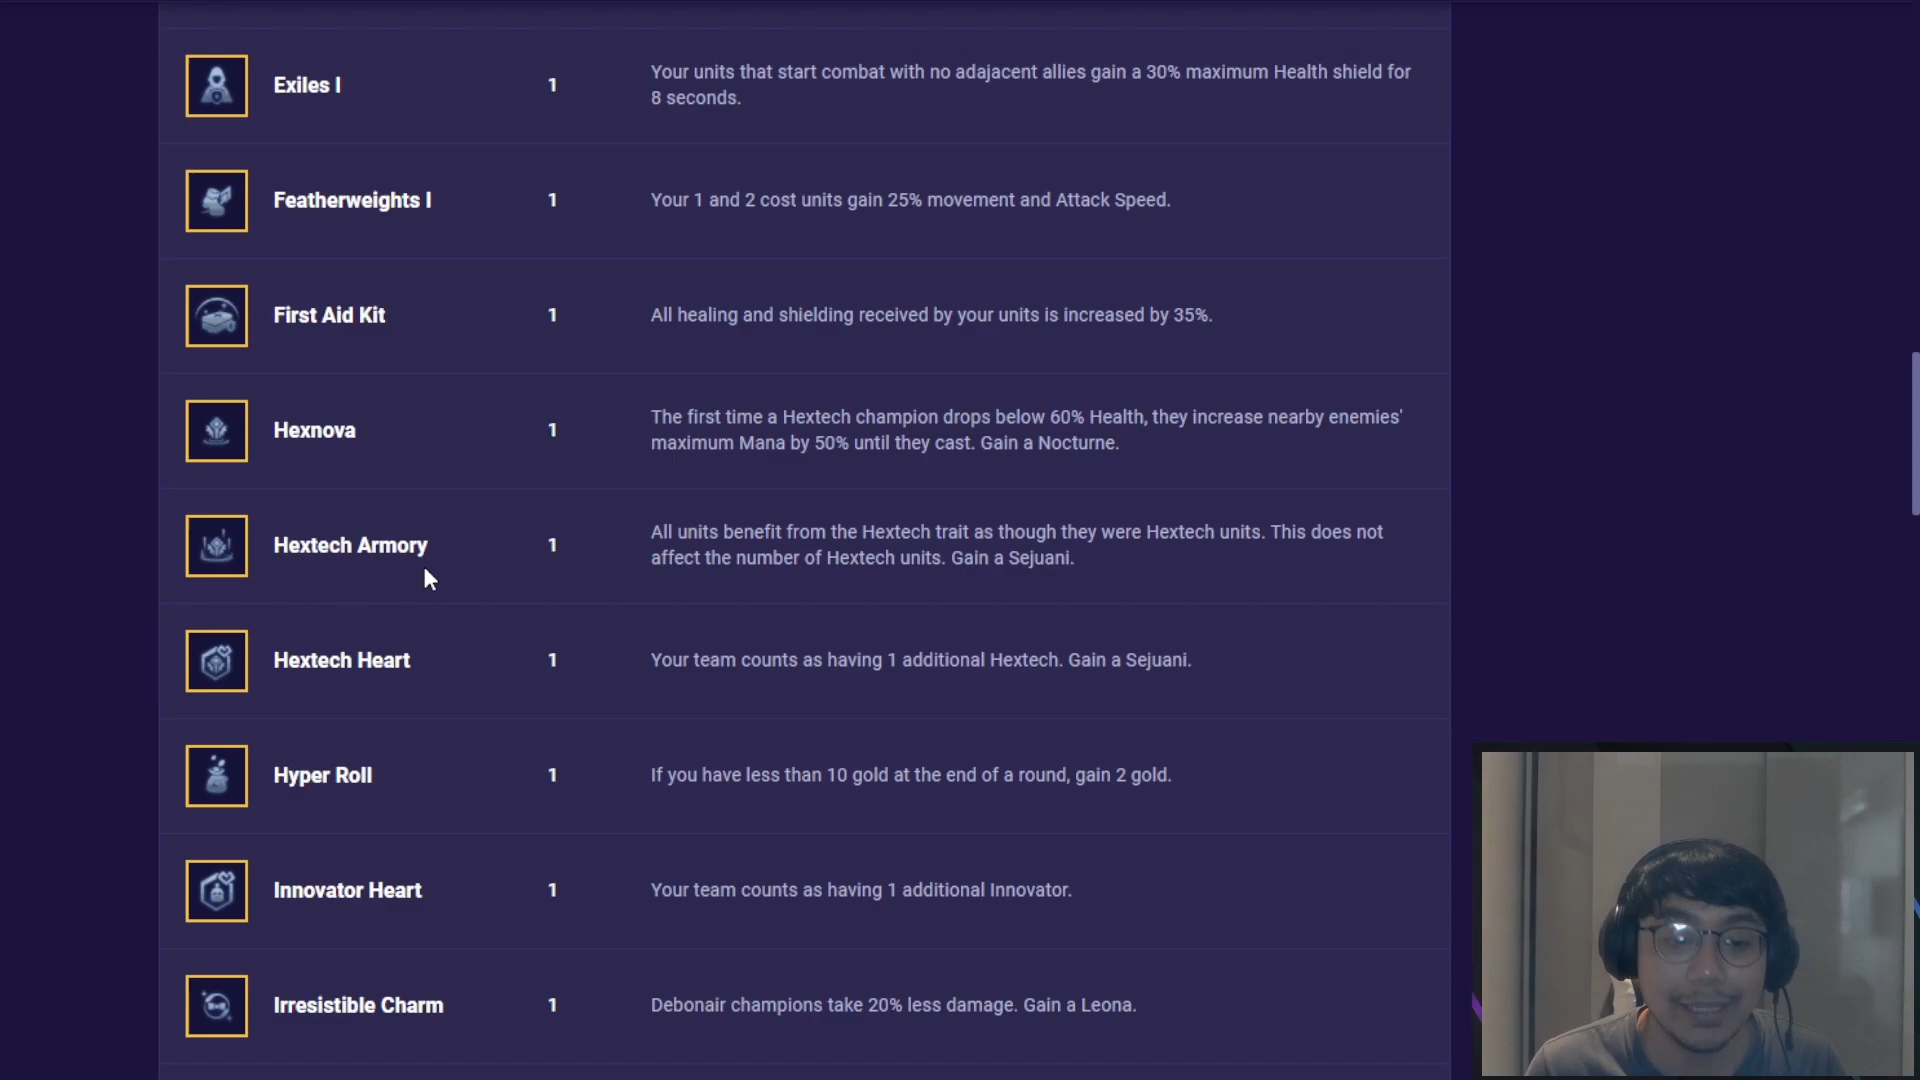 Exiles I
1
Your units that start combat with no adajacent allies gain a 30% maximum Health shield for
8 seconds.
Featherweights I
1
Your 1 and 2 cost units gain 25% movement and Attack Speed.
First Aid Kit
1
All healing and shielding received by your units is increased by 35%.
Hexnova
1
The first time a Hextech champion drops below 60% Health, they increase nearby enemies'
maximum Mana by 50% until they cast. Gain a Nocturne.
Hextech Armory
1
All units benefit from the Hextech trait as though they were Hextech units. This does not
affect the number of Hextech units. Gain a Sejuani.
Hextech Heart
1
Your team counts as having 1 additional Hextech. Gain a Sejuani.
Hyper Roll
1
If you have less than 10 gold at the end of a round, gain 2 gold.
Innovator Heart
1
Your team counts as having 1 additional Innovator.
Irresistible Charm
1
Debonair champions take 20% less damage. Gain a Leona.